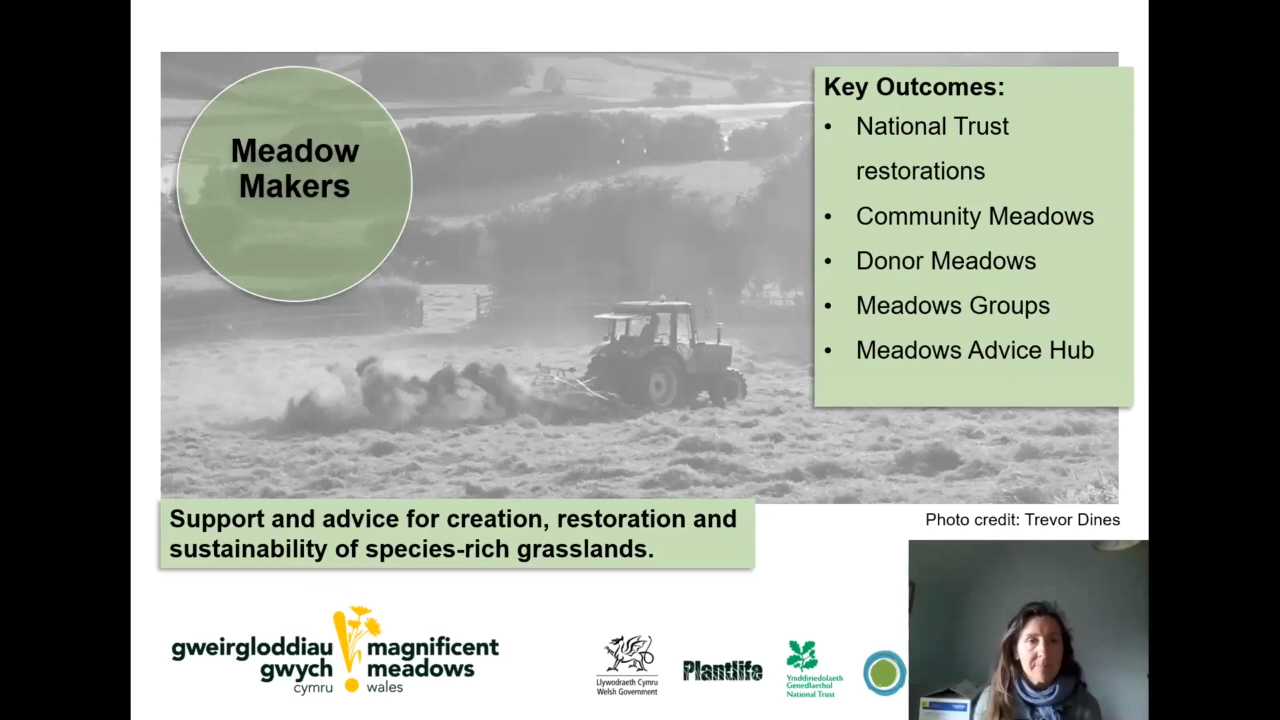 Meadow
Makers
Key Outcomes:
• National Trust
restorations
• Community Meadows
• Donor Meadows
• Meadows Groups
• Meadows Advice Hub
Support and advice for creation, restoration and
sustainability of species-rich grasslands.
Photo credit: Trevor Dines
gweirgloddiau
gwych
cymru
magnificent
meadows
wales
Llywodraeth Cymru
Welsh Government
Plantlife
Ymddiriedolaeth
Genedlaethol
National Trust